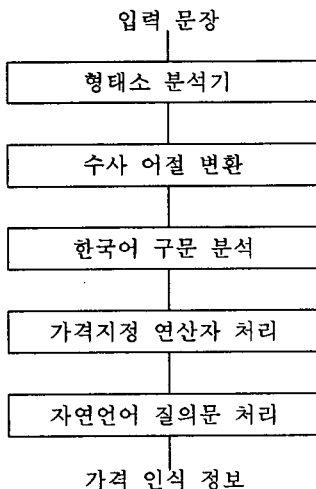 입력 문장
형태소 분석기
수사 어절 변환
한국어 구문 분석
가격지정 연산자 처리
자연언어 질의문 처리
가격 인식 정보